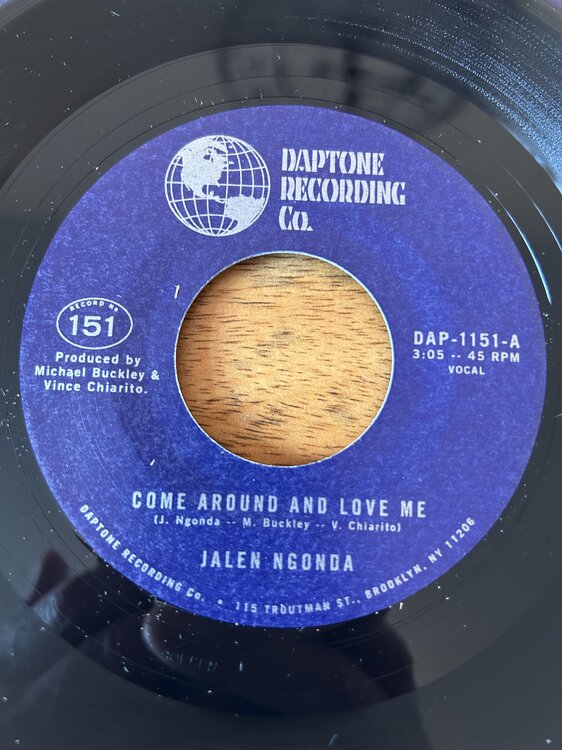 DAPTONE
RECORDING
Co.
RECORD No
151
Produced by
Michael Buckley &
Vince Chiarito.
DAP-1151-A
3:05 -- 45 RPM
VOCAL
COME AROUND AND LOVE ME
(J. Ngonda -- M. Buckley -- V. Chiarito)
JALEN NGONDA
DAPTONE RECORDING Co. • 115 TROUTMAN ST., BROOKLYN, NY 11206